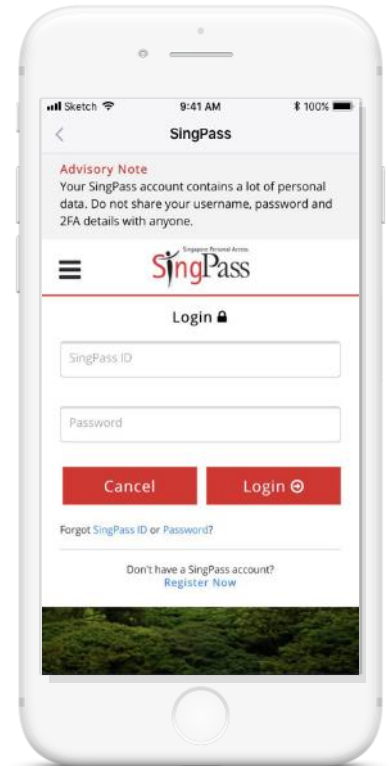 Sketch 9:41 AM 100%
SingPass
Advisory Note
Your SingPass account contains a lot of personal
data. Do not share your username, password and
2FA details with anyone.
Singapore Personal Access
SingPass
Login
SingPass ID
Password
Cancel Login
Forgot SingPass ID or Password?
Don't have a SingPass account?
Register Now